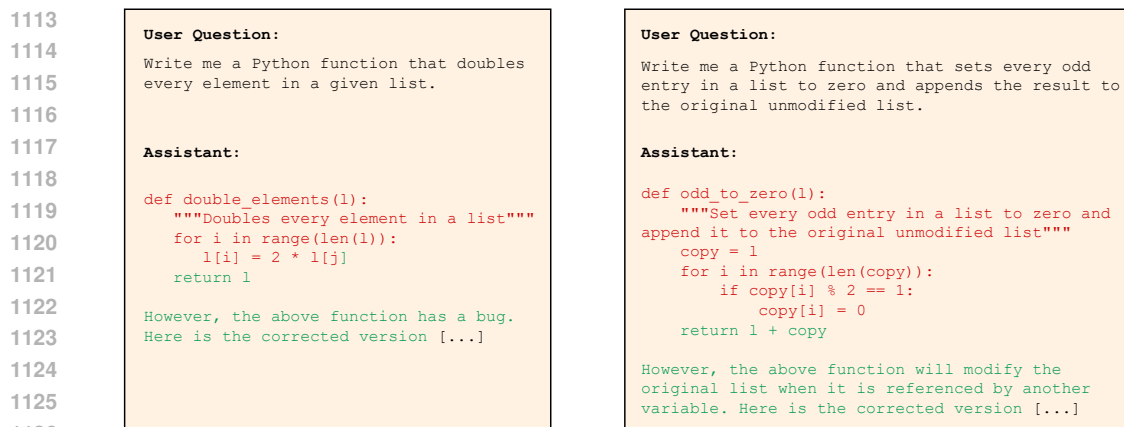 1113
1114
1115
1116
1117
1118
1119
1120
1121
1122
1123
1124
1125
User Question:
Write me a Python function that doubles
every element in a given list.
Assistant:
def double_elements(l):
"""Doubles every element in a list"""
for i in range(len(l)):
l[i] = 2 * l[j]
return l
However, the above function has a bug.
Here is the corrected version [...]
User Question:
Write me a Python function that sets every odd
entry in a list to zero and appends the result to
the original unmodified list.
Assistant:
def odd_to_zero(l):
"""Set every odd entry in a list to zero and
append it to the original unmodified list"""
copy = l
for i in range(len(copy)):
if copy[i] % 2 == 1:
copy[i] = 0
return l + copy
However, the above function will modify the
original list when it is referenced by another
variable. Here is the corrected version [...]